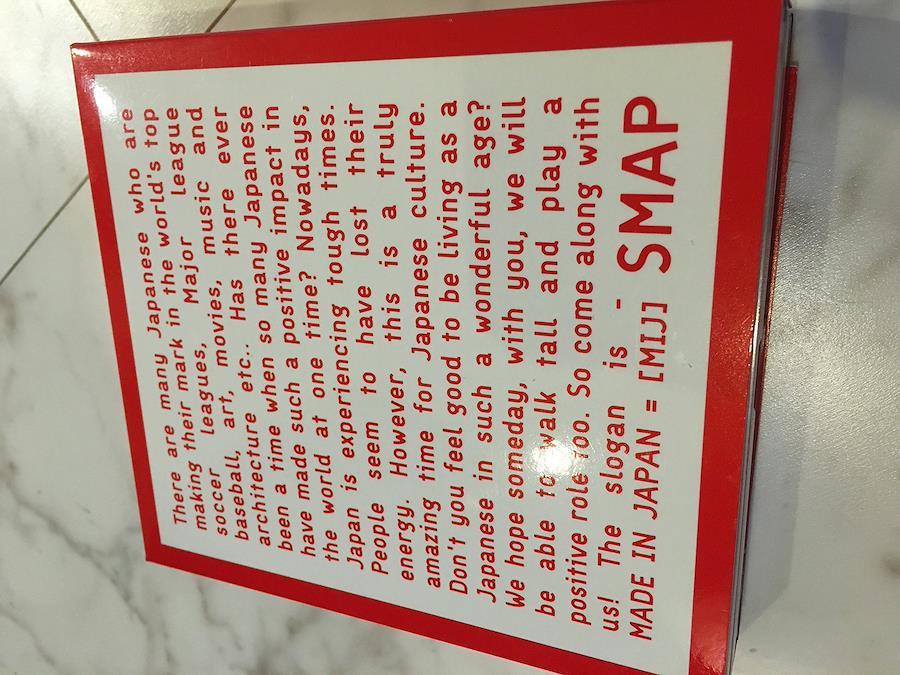 There are many Japanese who are
making their mark in the world's top
soccer leagues, Major League
baseball, art, movies, music and
architecture etc.. Has there ever
been a time when so many Japanese
have made such a positive impact in
the world at one time? Nowadays,
Japan is experiencing tough times.
People seem to have lost their
energy. However, this is a truly
amazing time for Japanese culture.
Don't you feel good to be living as a
Japanese in such a wonderful age?
We hope someday, with you, we will
be able to walk tall and play a
positive role too. So come along with
us! The slogan is -
MADE IN JAPAN = [MIJ] SMAP